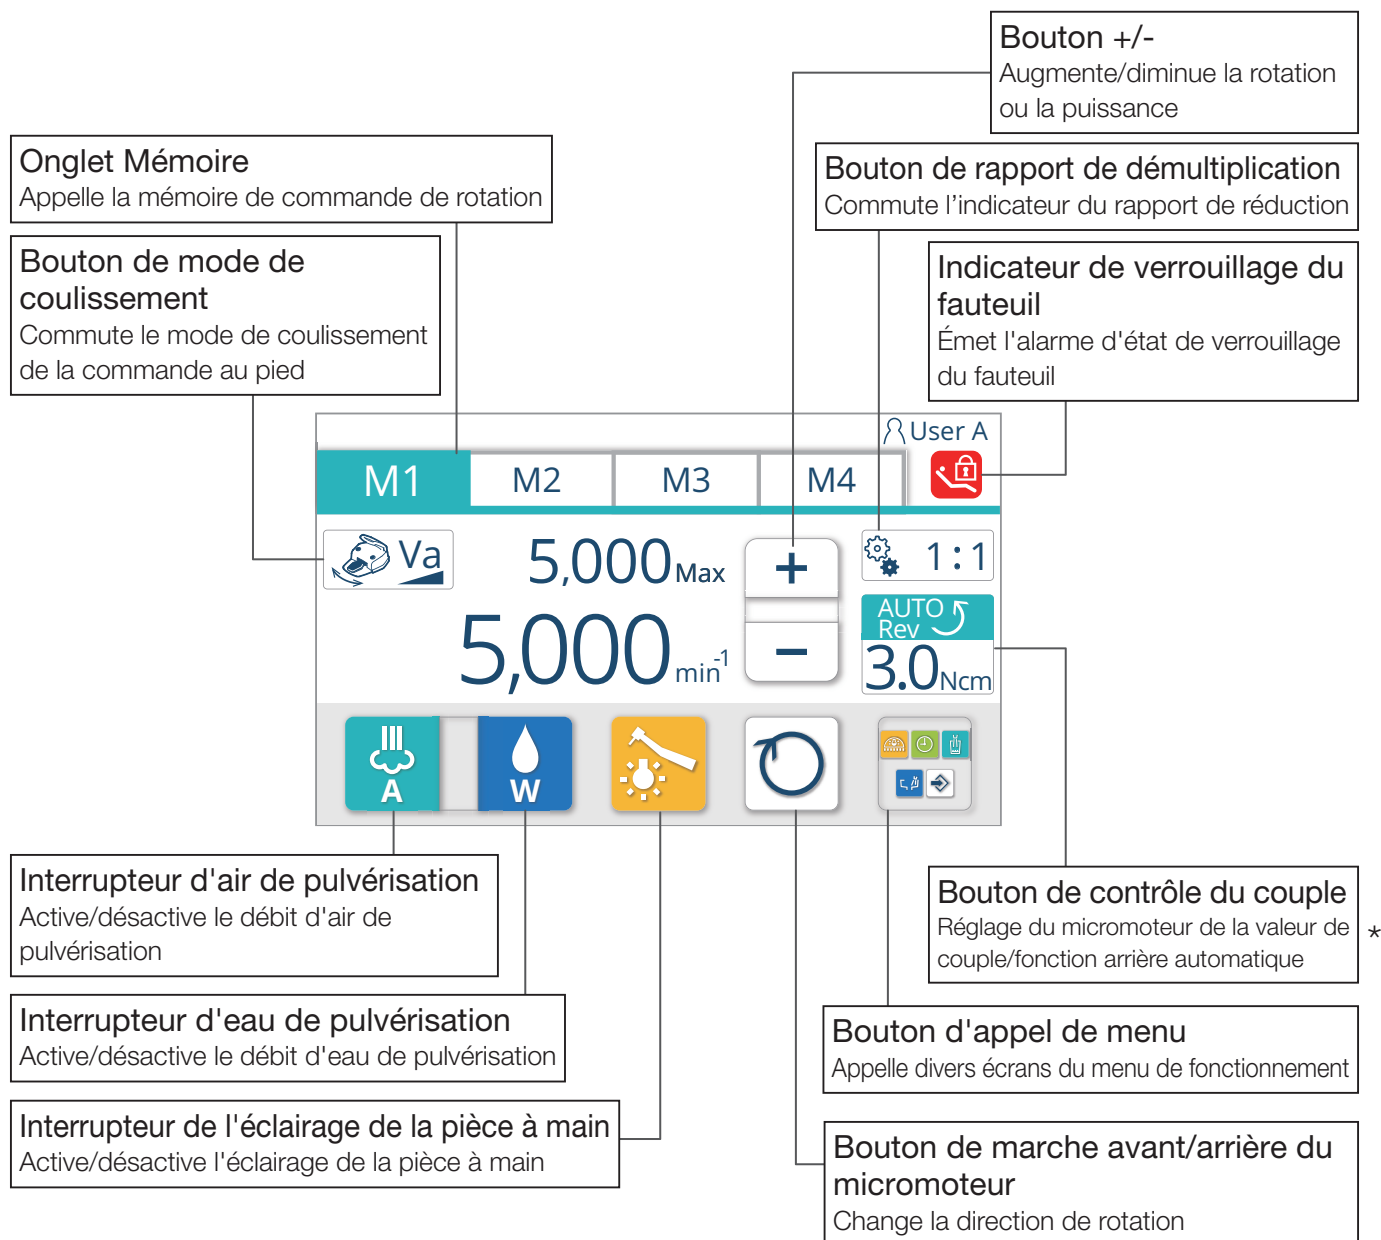 Bouton +/-
Augmente/diminue la rotation
ou la puissance
Onglet Mémoire
Appelle la mémoire de commande de rotation
Bouton de rapport de démultiplication
Commute l’indicateur du rapport de réduction
Bouton de mode de
coulissement
Commute le mode de coulissement
de la commande au pied
Indicateur de verrouillage du
fauteuil
Émet l'alarme d'état de verrouillage
du fauteuil
User A
M1 M2 M3 M4
Va 5,000 Max + 1:1
AUTO
Rev
5,000 min-1 − 3.0 Ncm
A W
Interrupteur d'air de pulvérisation
Active/désactive le débit d'air de
pulvérisation
Bouton de contrôle du couple
Réglage du micromoteur de la valeur de
couple/fonction arrière automatique
*
Interrupteur d'eau de pulvérisation
Active/désactive le débit d'eau de pulvérisation
Bouton d'appel de menu
Appelle divers écrans du menu de fonctionnement
Interrupteur de l'éclairage de la pièce à main
Active/désactive l'éclairage de la pièce à main
Bouton de marche avant/arrière du
micromoteur
Change la direction de rotation